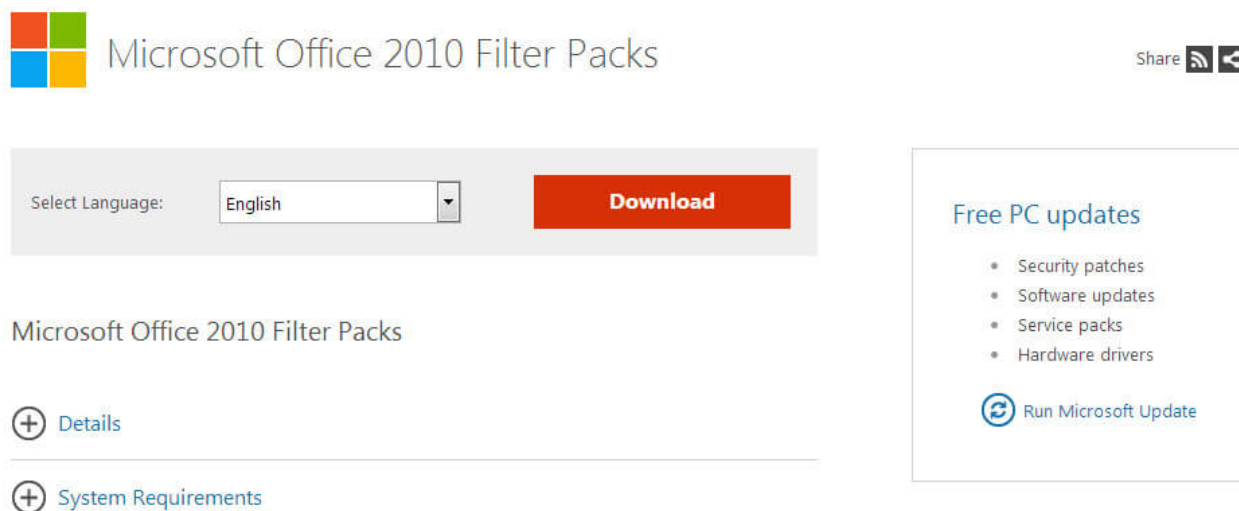 Microsoft Office 2010 Filter Packs
Share
Select Language:
English
Download
Microsoft Office 2010 Filter Packs
Details
System Requirements
Free PC updates
Security patches
Software updates
Service packs
Hardware drivers
Run Microsoft Update